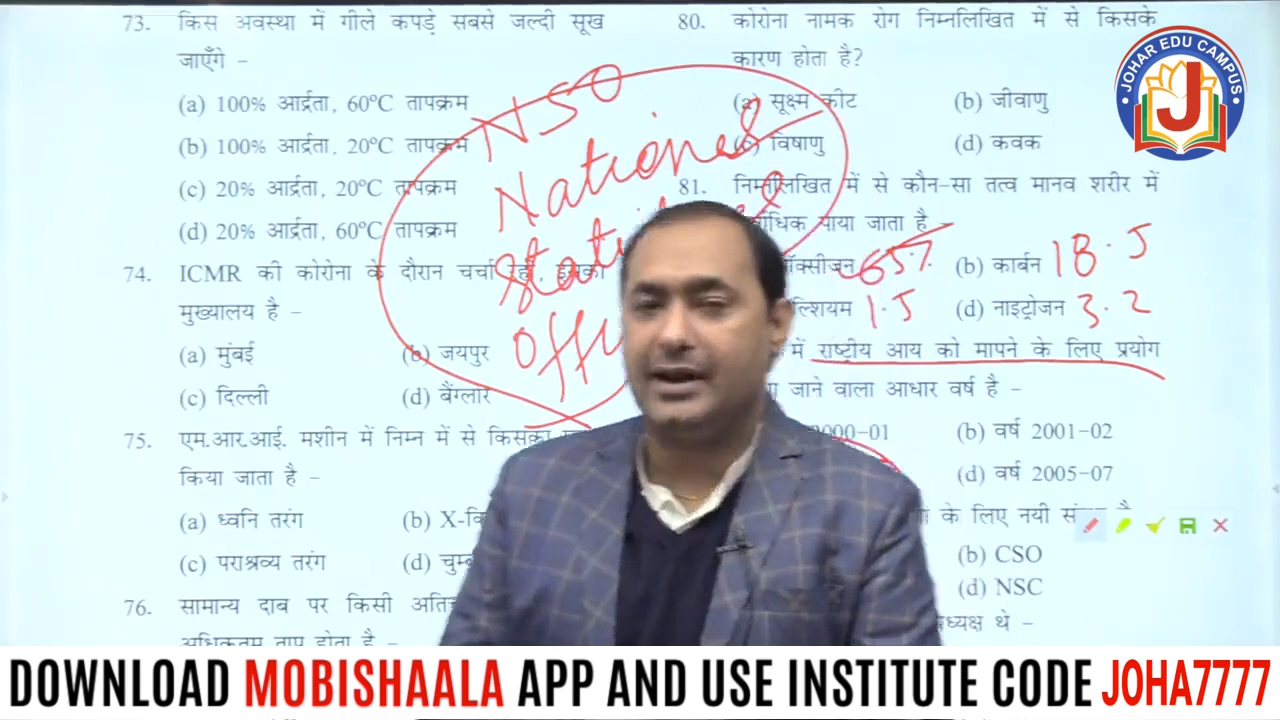 73. किस अवस्था में गीले कपड़े सबसे जल्दी सूख
जाएँगे –
(a) 100% आर्द्रता, 60°C तापक्रम
(b) 100% आर्द्रता, 20°C तापक्रम
(c) 20% आर्द्रता, 20°C तापक्रम
(d) 20% आर्द्रता, 60°C तापक्रम
74. ICMR की कोरोना के दौरान चर्चा रही, इसका
मुख्यालय है –
(a) मुंबई (b) जयपुर
(c) दिल्ली (d) बैंग्लार
75. एम.आर.आई. मशीन में निम्न में से किसका
किया जाता है –
(a) ध्वनि तरंग (b)
(c) पराश्रव्य तरंग (d)
76. सामान्य दाब पर किसी
अधिकतम ताप होता है –
NSO
National
80. कोरोना नामक रोग निम्नलिखित में से किसके
कारण होता है?
(a) सूक्ष्म कीट (b) जीवाणु
(c) विषाणु (d) कवक
81. निम्नलिखित में से कौन-सा तत्व मानव शरीर में
पाया जाता है
65% (b) कार्बन 18.5
1.5 (d) नाइट्रोजन 3.2
में राष्ट्रीय आय को मापने के लिए प्रयोग
जाने वाला आधार वर्ष है –
(b) वर्ष 2001-02
(d) वर्ष 2005-07
के लिए नयी
(b) CSO
(d) NSC
थे –
JOHAR EDU CAMPUS
J
DOWNLOAD MOBISHAALA APP AND USE INSTITUTE CODE JOHA7777